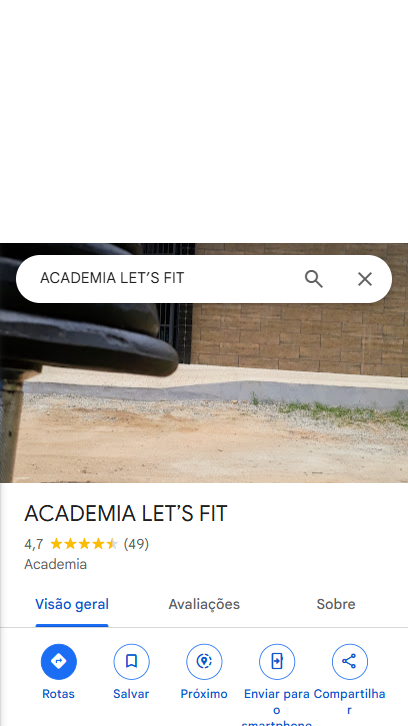 ACADEMIA LET’S FIT
ACADEMIA LET’S FIT
4,7 (49)
Academia
Visão geral Avaliações Sobre
Rotas Salvar Próximo Enviar para o smartphone Compartilhar